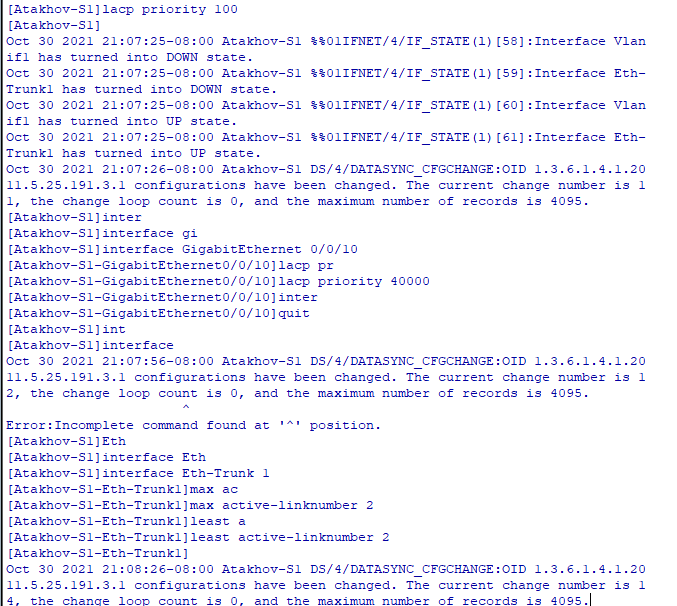 [Atakhov-S1]lacp priority 100
[Atakhov-S1]
Oct 30 2021 21:07:25-08:00 Atakhov-S1 %%01IFNET/4/IF_STATE(l)[58]:Interface Vlan
if1 has turned into DOWN state.
Oct 30 2021 21:07:25-08:00 Atakhov-S1 %%01IFNET/4/IF_STATE(l)[59]:Interface Eth-
Trunk1 has turned into DOWN state.
Oct 30 2021 21:07:25-08:00 Atakhov-S1 %%01IFNET/4/IF_STATE(l)[60]:Interface Vlan
if1 has turned into UP state.
Oct 30 2021 21:07:25-08:00 Atakhov-S1 %%01IFNET/4/IF_STATE(l)[61]:Interface Eth-
Trunk1 has turned into UP state.
Oct 30 2021 21:07:26-08:00 Atakhov-S1 DS/4/DATASYNC_CFGCHANGE:OID 1.3.6.1.4.1.20
11.5.25.191.3.1 configurations have been changed. The current change number is 1
1, the change loop count is 0, and the maximum number of records is 4095.
[Atakhov-S1]inter
[Atakhov-S1]interface gi
[Atakhov-S1]interface GigabitEthernet 0/0/10
[Atakhov-S1-GigabitEthernet0/0/10]lacp pr
[Atakhov-S1-GigabitEthernet0/0/10]lacp priority 40000
[Atakhov-S1-GigabitEthernet0/0/10]inter
[Atakhov-S1-GigabitEthernet0/0/10]quit
[Atakhov-S1]int
[Atakhov-S1]interface
Oct 30 2021 21:07:56-08:00 Atakhov-S1 DS/4/DATASYNC_CFGCHANGE:OID 1.3.6.1.4.1.20
11.5.25.191.3.1 configurations have been changed. The current change number is 1
2, the change loop count is 0, and the maximum number of records is 4095.
^
Error:Incomplete command found at '^' position.
[Atakhov-S1]Eth
[Atakhov-S1]interface Eth
[Atakhov-S1]interface Eth-Trunk 1
[Atakhov-S1-Eth-Trunk1]max ac
[Atakhov-S1-Eth-Trunk1]max active-linknumber 2
[Atakhov-S1-Eth-Trunk1]least a
[Atakhov-S1-Eth-Trunk1]least active-linknumber 2
[Atakhov-S1-Eth-Trunk1]
Oct 30 2021 21:08:26-08:00 Atakhov-S1 DS/4/DATASYNC_CFGCHANGE:OID 1.3.6.1.4.1.20
11.5.25.191.3.1 configurations have been changed. The current change number is 1
4, the change loop count is 0, and the maximum number of records is 4095.